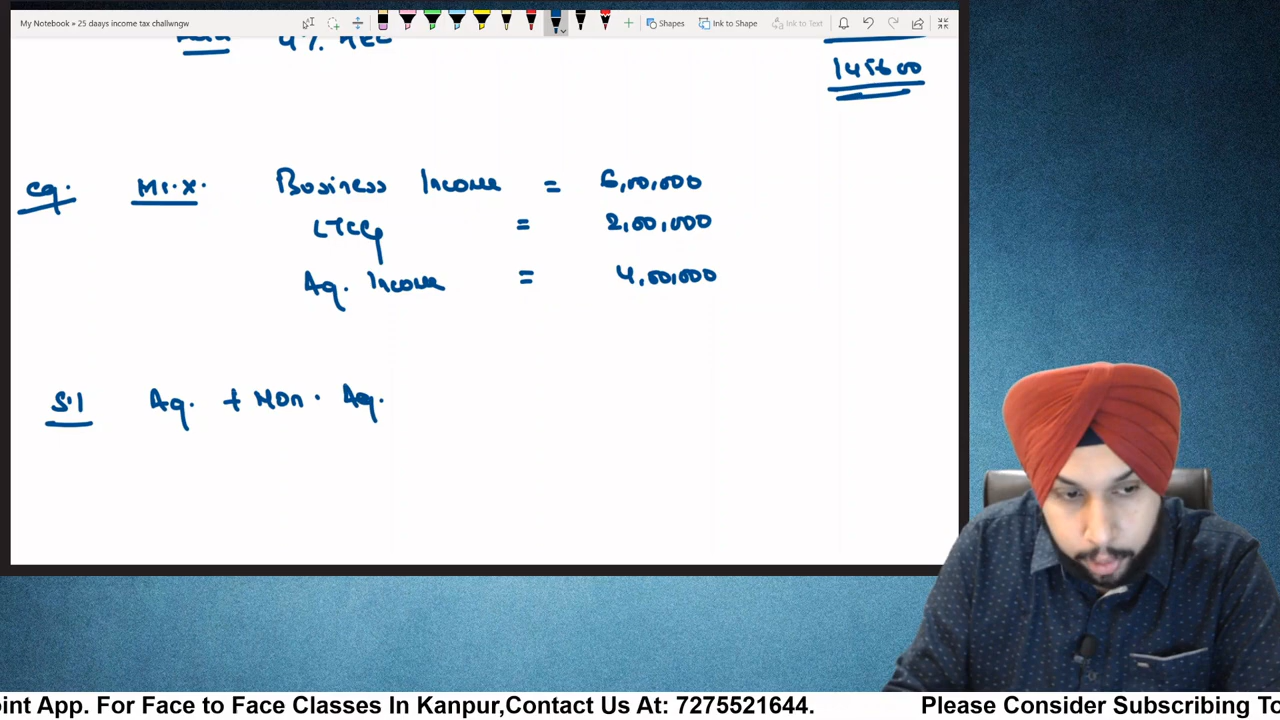 My Notebook » 25 daays income tax challwngw
Shapes Ink to Shape Ink to Text
4% HEC
145600
eg. Mr. X. Business Income = 6,00,000
LTCG = 2,00,000
Ag. Income = 4,00,000
S.1 Ag. + Non. Ag.
oint App. For Face to Face Classes In Kanpur,Contact Us At: 7275521644. Please Consider Subscribing To